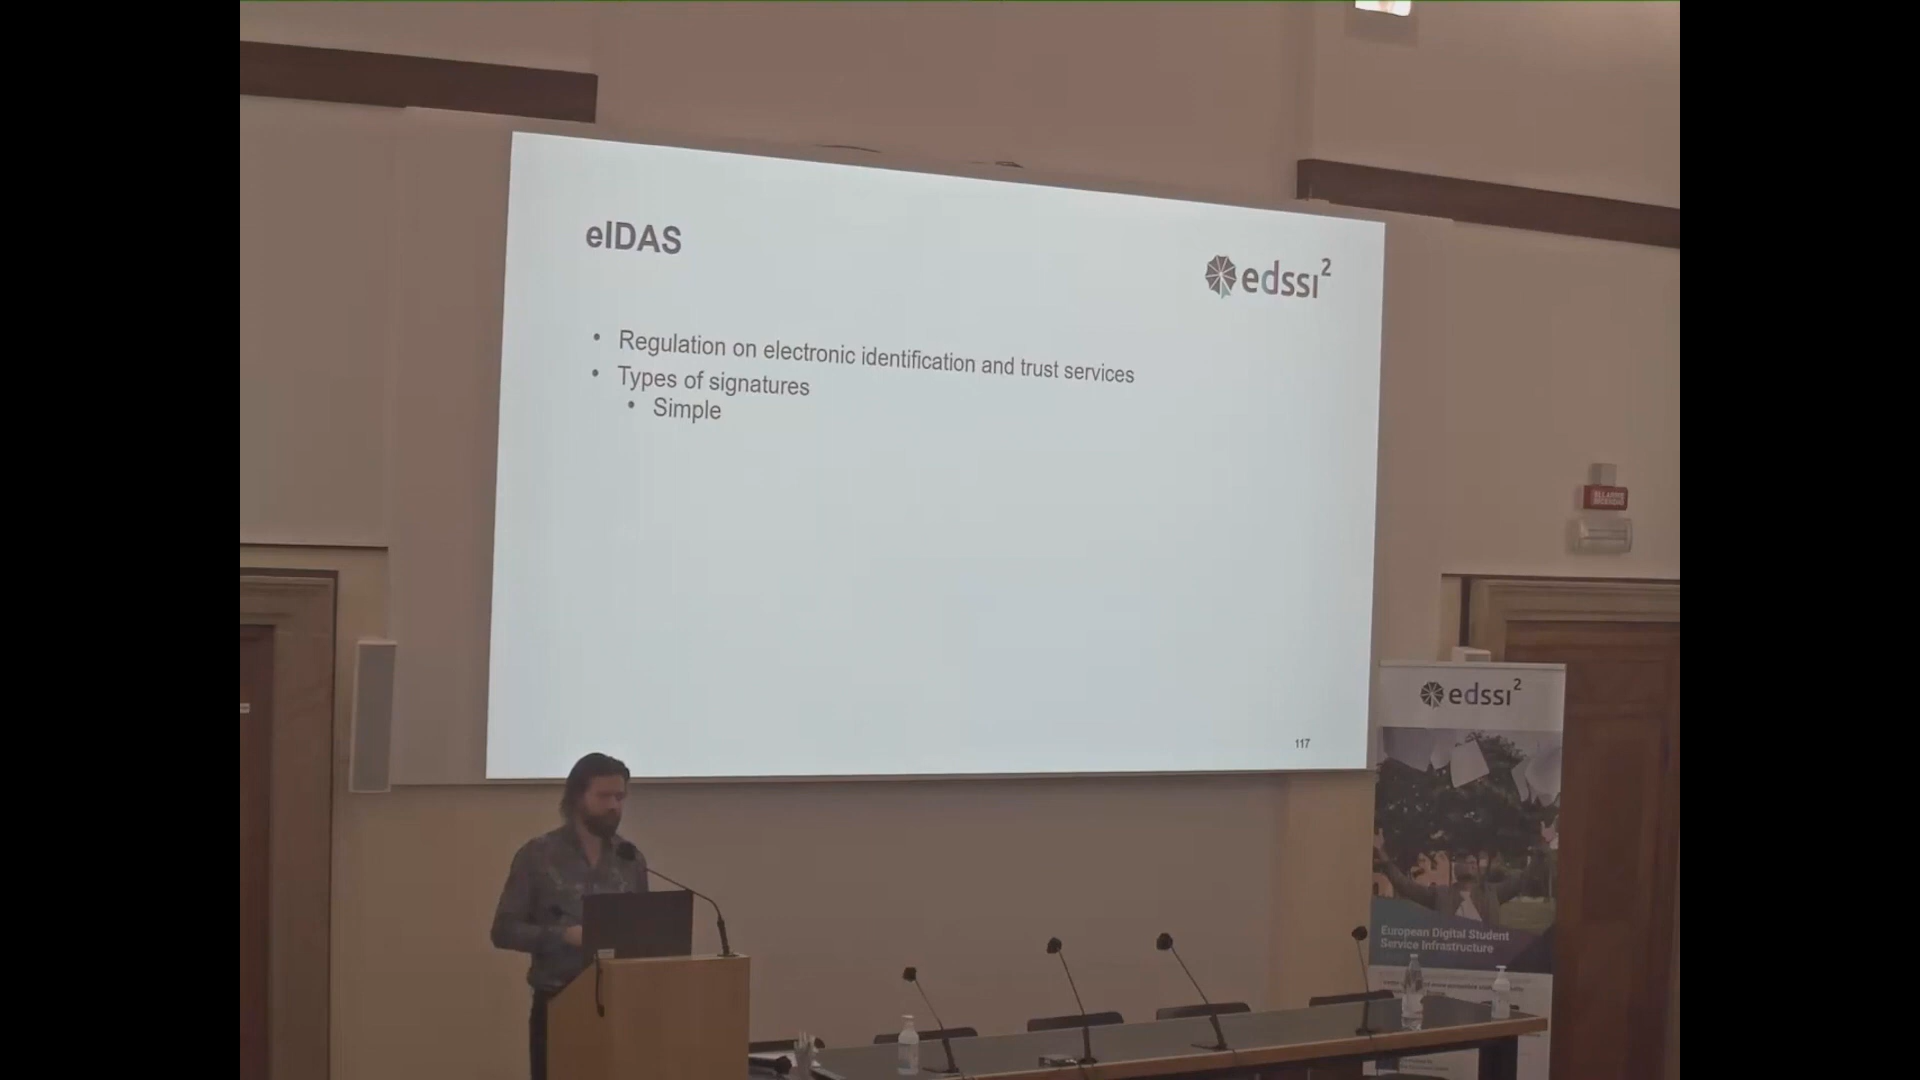 eIDAS
edssi²
• Regulation on electronic identification and trust services
• Types of signatures
• Simple
117
edssi²
European Digital Student
Service Infrastructure